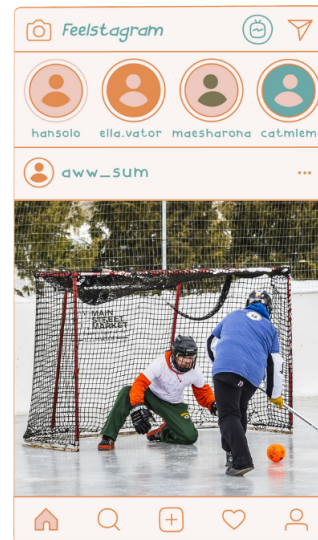 Feelstagram
hansolo ella.vator maesharona catmlem
aww_sum
MAIN
STREET
MARKET